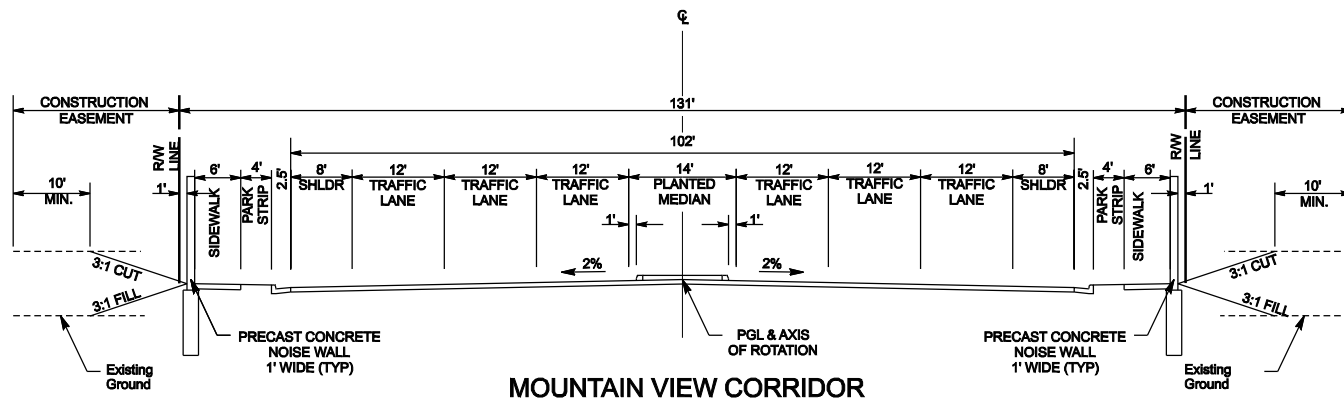 ℄
CONSTRUCTION
EASEMENT
131'
CONSTRUCTION
EASEMENT
102'
R/W
LINE
R/W
LINE
10'
MIN.
1'
6'
SIDEWALK
4'
PARK
STRIP
2.5'
8'
SHLDR
12'
TRAFFIC
LANE
12'
TRAFFIC
LANE
12'
TRAFFIC
LANE
14'
PLANTED
MEDIAN
12'
TRAFFIC
LANE
12'
TRAFFIC
LANE
12'
TRAFFIC
LANE
8'
SHLDR
2.5'
4'
PARK
STRIP
6'
SIDEWALK
1'
10'
MIN.
1'
1'
2%
2%
3:1 CUT
3:1 FILL
3:1 CUT
3:1 FILL
Existing
Ground
PRECAST CONCRETE
NOISE WALL
1' WIDE (TYP)
PGL & AXIS
OF ROTATION
PRECAST CONCRETE
NOISE WALL
1' WIDE (TYP)
Existing
Ground
MOUNTAIN VIEW CORRIDOR